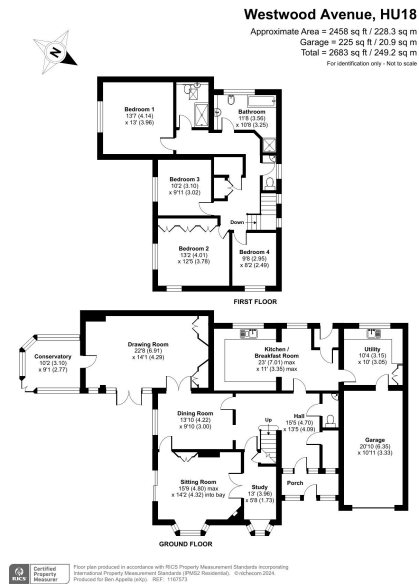 Westwood Avenue, HU18
Approximate Area = 2458 sq ft / 228.3 sq m
Garage = 225 sq ft / 20.9 sq m
Total = 2683 sq ft / 249.2 sq m
For identification only - Not to scale
N
Bedroom 1
13'7 (4.14)
x 13' (3.96)
Bathroom
11'8 (3.56)
x 10'8 (3.25)
Bedroom 3
10'2 (3.10)
x 9'11 (3.02)
Down
Bedroom 2
13'2 (4.01)
x 12'5 (3.78)
Bedroom 4
9'8 (2.95)
x 8'2 (2.49)
FIRST FLOOR
Conservatory
10'2 (3.10)
x 9'1 (2.77)
Drawing Room
22'8 (6.91)
x 14'1 (4.29)
Kitchen /
Breakfast Room
23' (7.01) max
x 11' (3.35) max
Utility
10'4 (3.15)
x 10' (3.05)
Dining Room
13'10 (4.22)
x 9'10 (3.00)
Up
Hall
15'5 (4.70)
x 13'5 (4.09)
Garage
20'10 (6.35)
x 10'11 (3.33)
Sitting Room
15'9 (4.80) max
x 14'2 (4.32) into bay
Study
13' (3.96)
x 5'8 (1.73)
Porch
GROUND FLOOR
RICS
Certified
Property
Measurer
Floor plan produced in accordance with RICS Property Measurement Standards incorporating
International Property Measurement Standards (IPMS2 Residential). © nichecom 2024.
Produced for Ben Appella (eXp). REF: 1167573